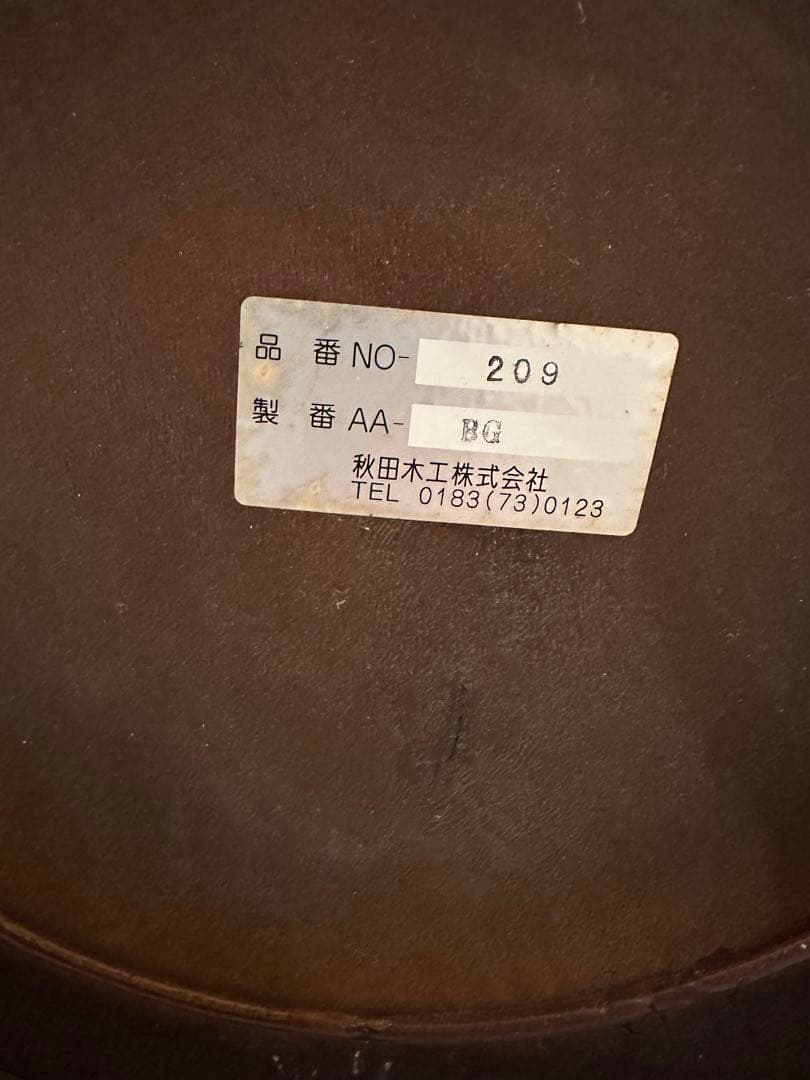 品 番 NO- 209
製 番 AA- BG
秋田木工株式会社
TEL 0183(73)0123